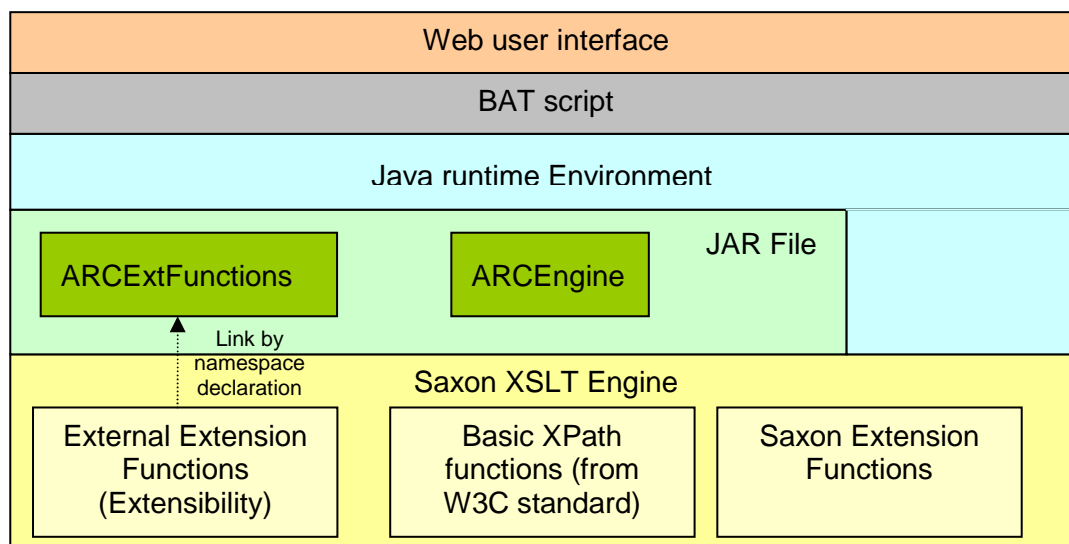 Web user interface
BAT script
Java runtime Environment
JAR File
ARCExtFunctions
ARCEngine
Link by
namespace
declaration
Saxon XSLT Engine
External Extension
Functions
(Extensibility)
Basic XPath
functions (from
W3C standard)
Saxon Extension
Functions